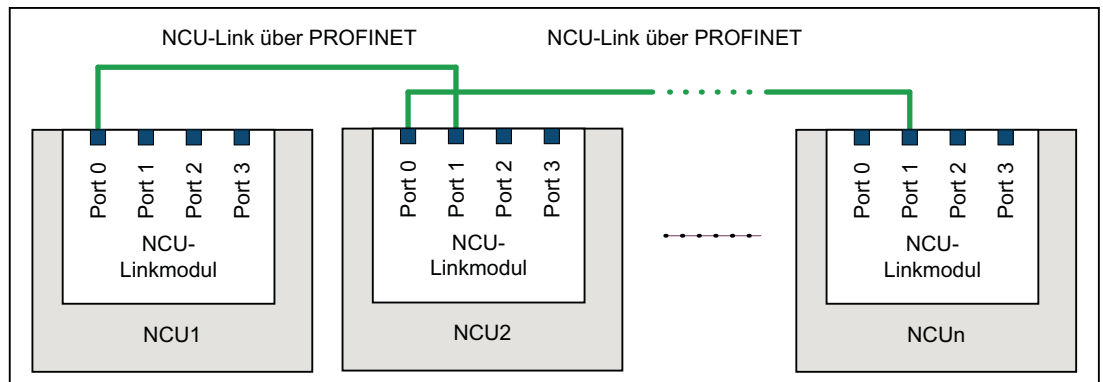 NCU-Link über PROFINET
NCU-Link über PROFINET
Port 0
Port 1
Port 2
Port 3
NCU-
Linkmodul
NCU1
Port 0
Port 1
Port 2
Port 3
NCU-
Linkmodul
NCU2
Port 0
Port 1
Port 2
Port 3
NCU-
Linkmodul
NCUn